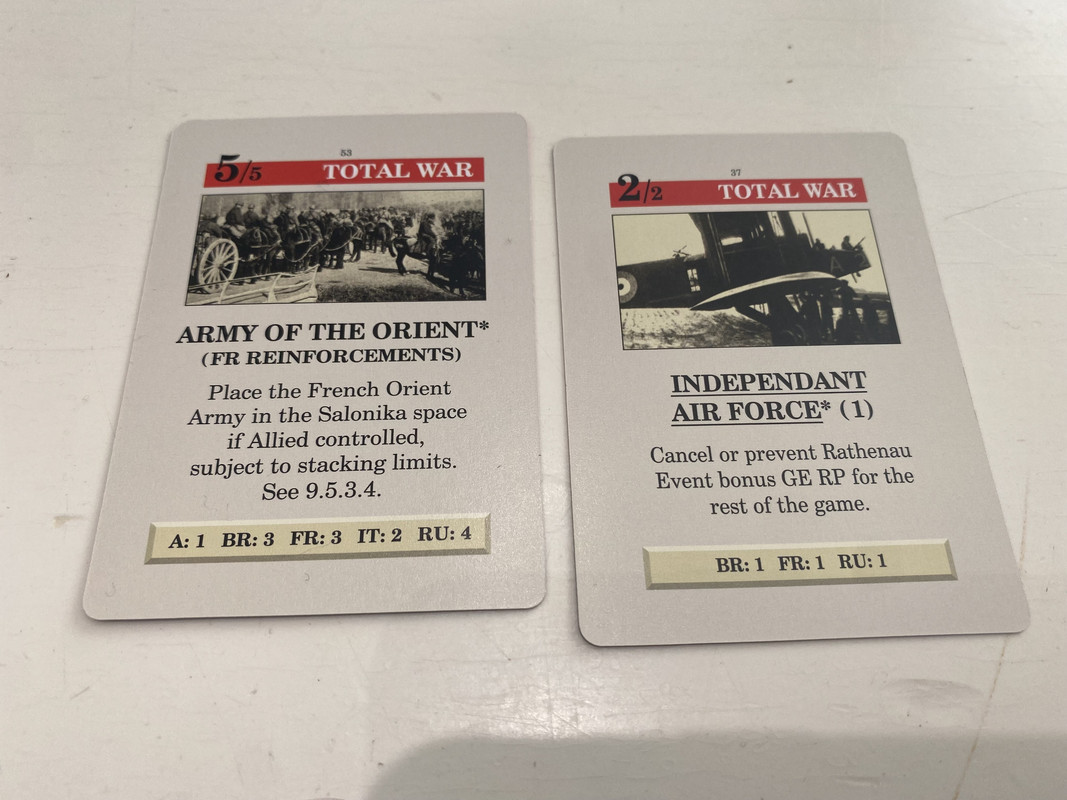 53
5/5 TOTAL WAR
ARMY OF THE ORIENT*
(FR REINFORCEMENTS)
Place the French Orient
Army in the Salonika space
if Allied controlled,
subject to stacking limits.
See 9.5.3.4.
A: 1 BR: 3 FR: 3 IT: 2 RU: 4
37
2/2 TOTAL WAR
INDEPENDANT
AIR FORCE* (1)
Cancel or prevent Rathenau
Event bonus GE RP for the
rest of the game.
BR: 1 FR: 1 RU: 1